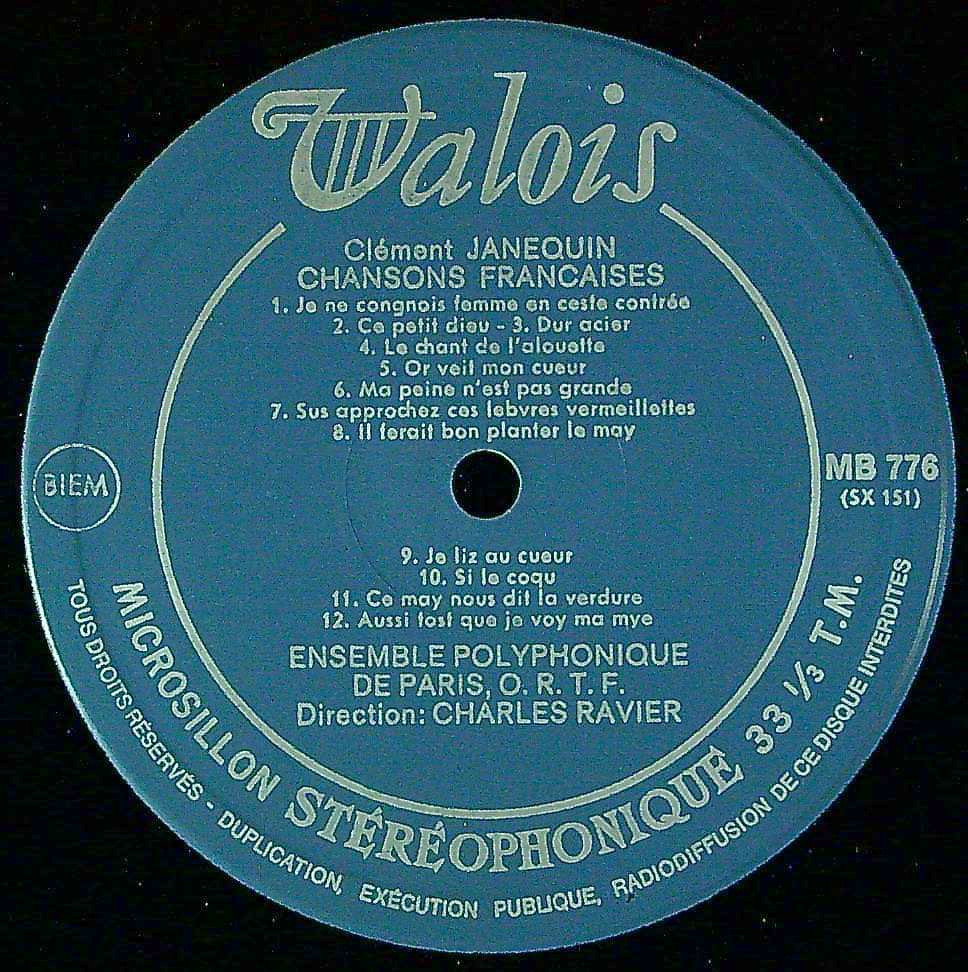 Valois
Clément JANEQUIN
CHANSONS FRANCAISES
1. Je ne congnois femme en ceste contrée
2. Ce petit dieu - 3. Dur acier
4. Le chant de l'alouette
5. Or veit mon cueur
6. Ma peine n'est pas grande
7. Sus approchez ces lebvres vermeillettes
8. Il ferait bon planter le may
BIEM
MB 776
(SX 151)
9. Je liz au cueur
10. Si le coqu
11. Ce may nous dit la verdure
12. Aussi tost que je voy ma mye
ENSEMBLE POLYPHONIQUE
DE PARIS, O. R. T. F.
Direction: CHARLES RAVIER
MICROSILLON STÉRÉOPHONIQUE 33 1/3 T.M.
TOUS DROITS RÉSERVÉS - DUPLICATION, EXÉCUTION PUBLIQUE, RADIODIFFUSION DE CE DISQUE INTERDITES